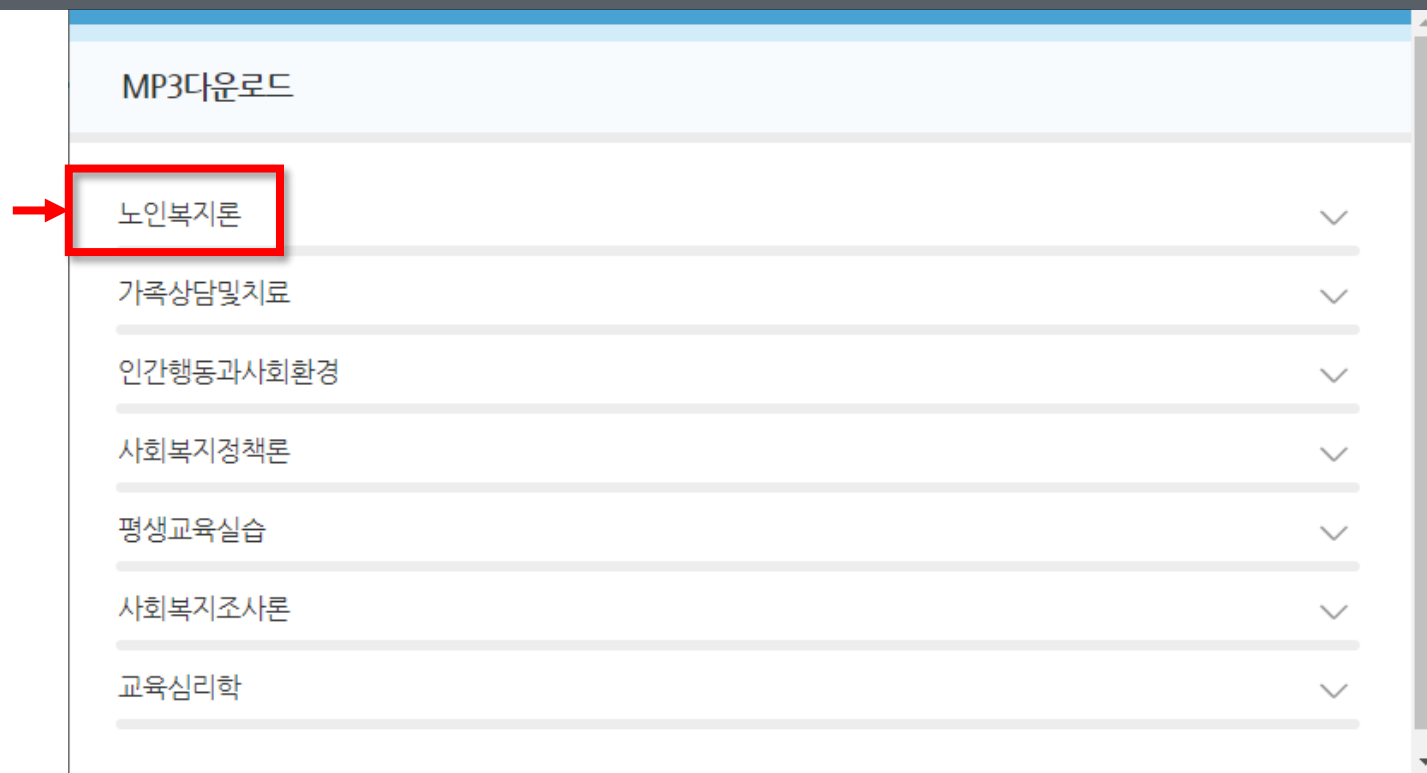 MP3다운로드
노인복지론
가족상담및치료
인간행동과사회환경
사회복지정책론
평생교육실습
사회복지조사론
교육심리학